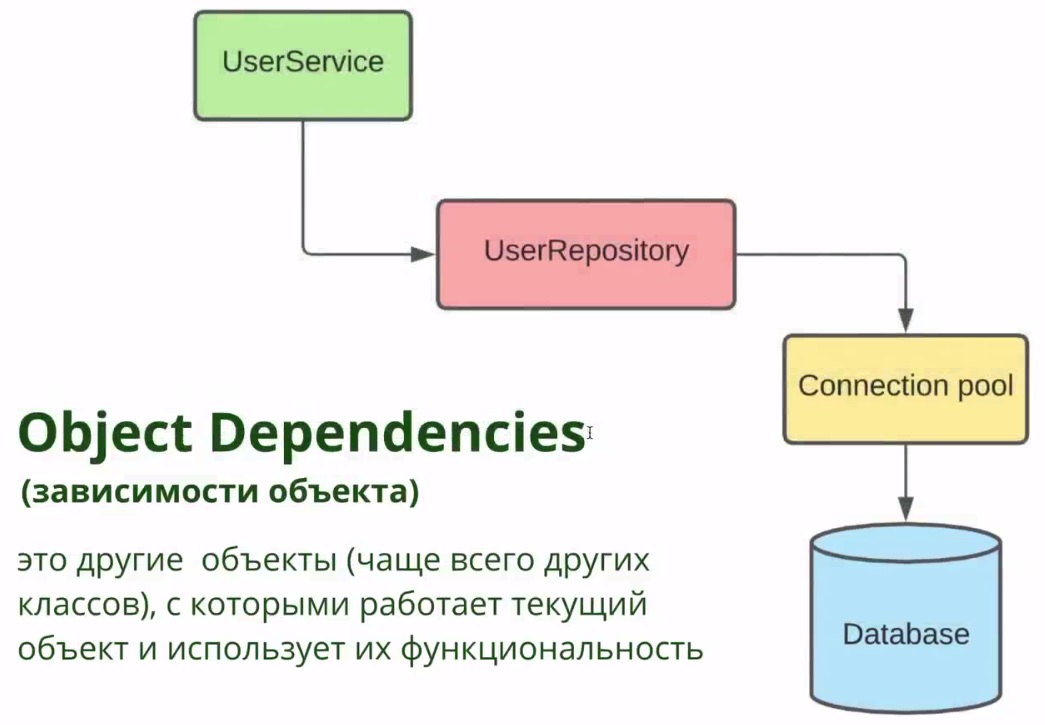 UserService
UserRepository
Connection pool
Database
Object Dependencies
(зависимости объекта)
это другие  объекты (чаще всего других
классов), с которыми работает текущий
объект и использует их функциональность